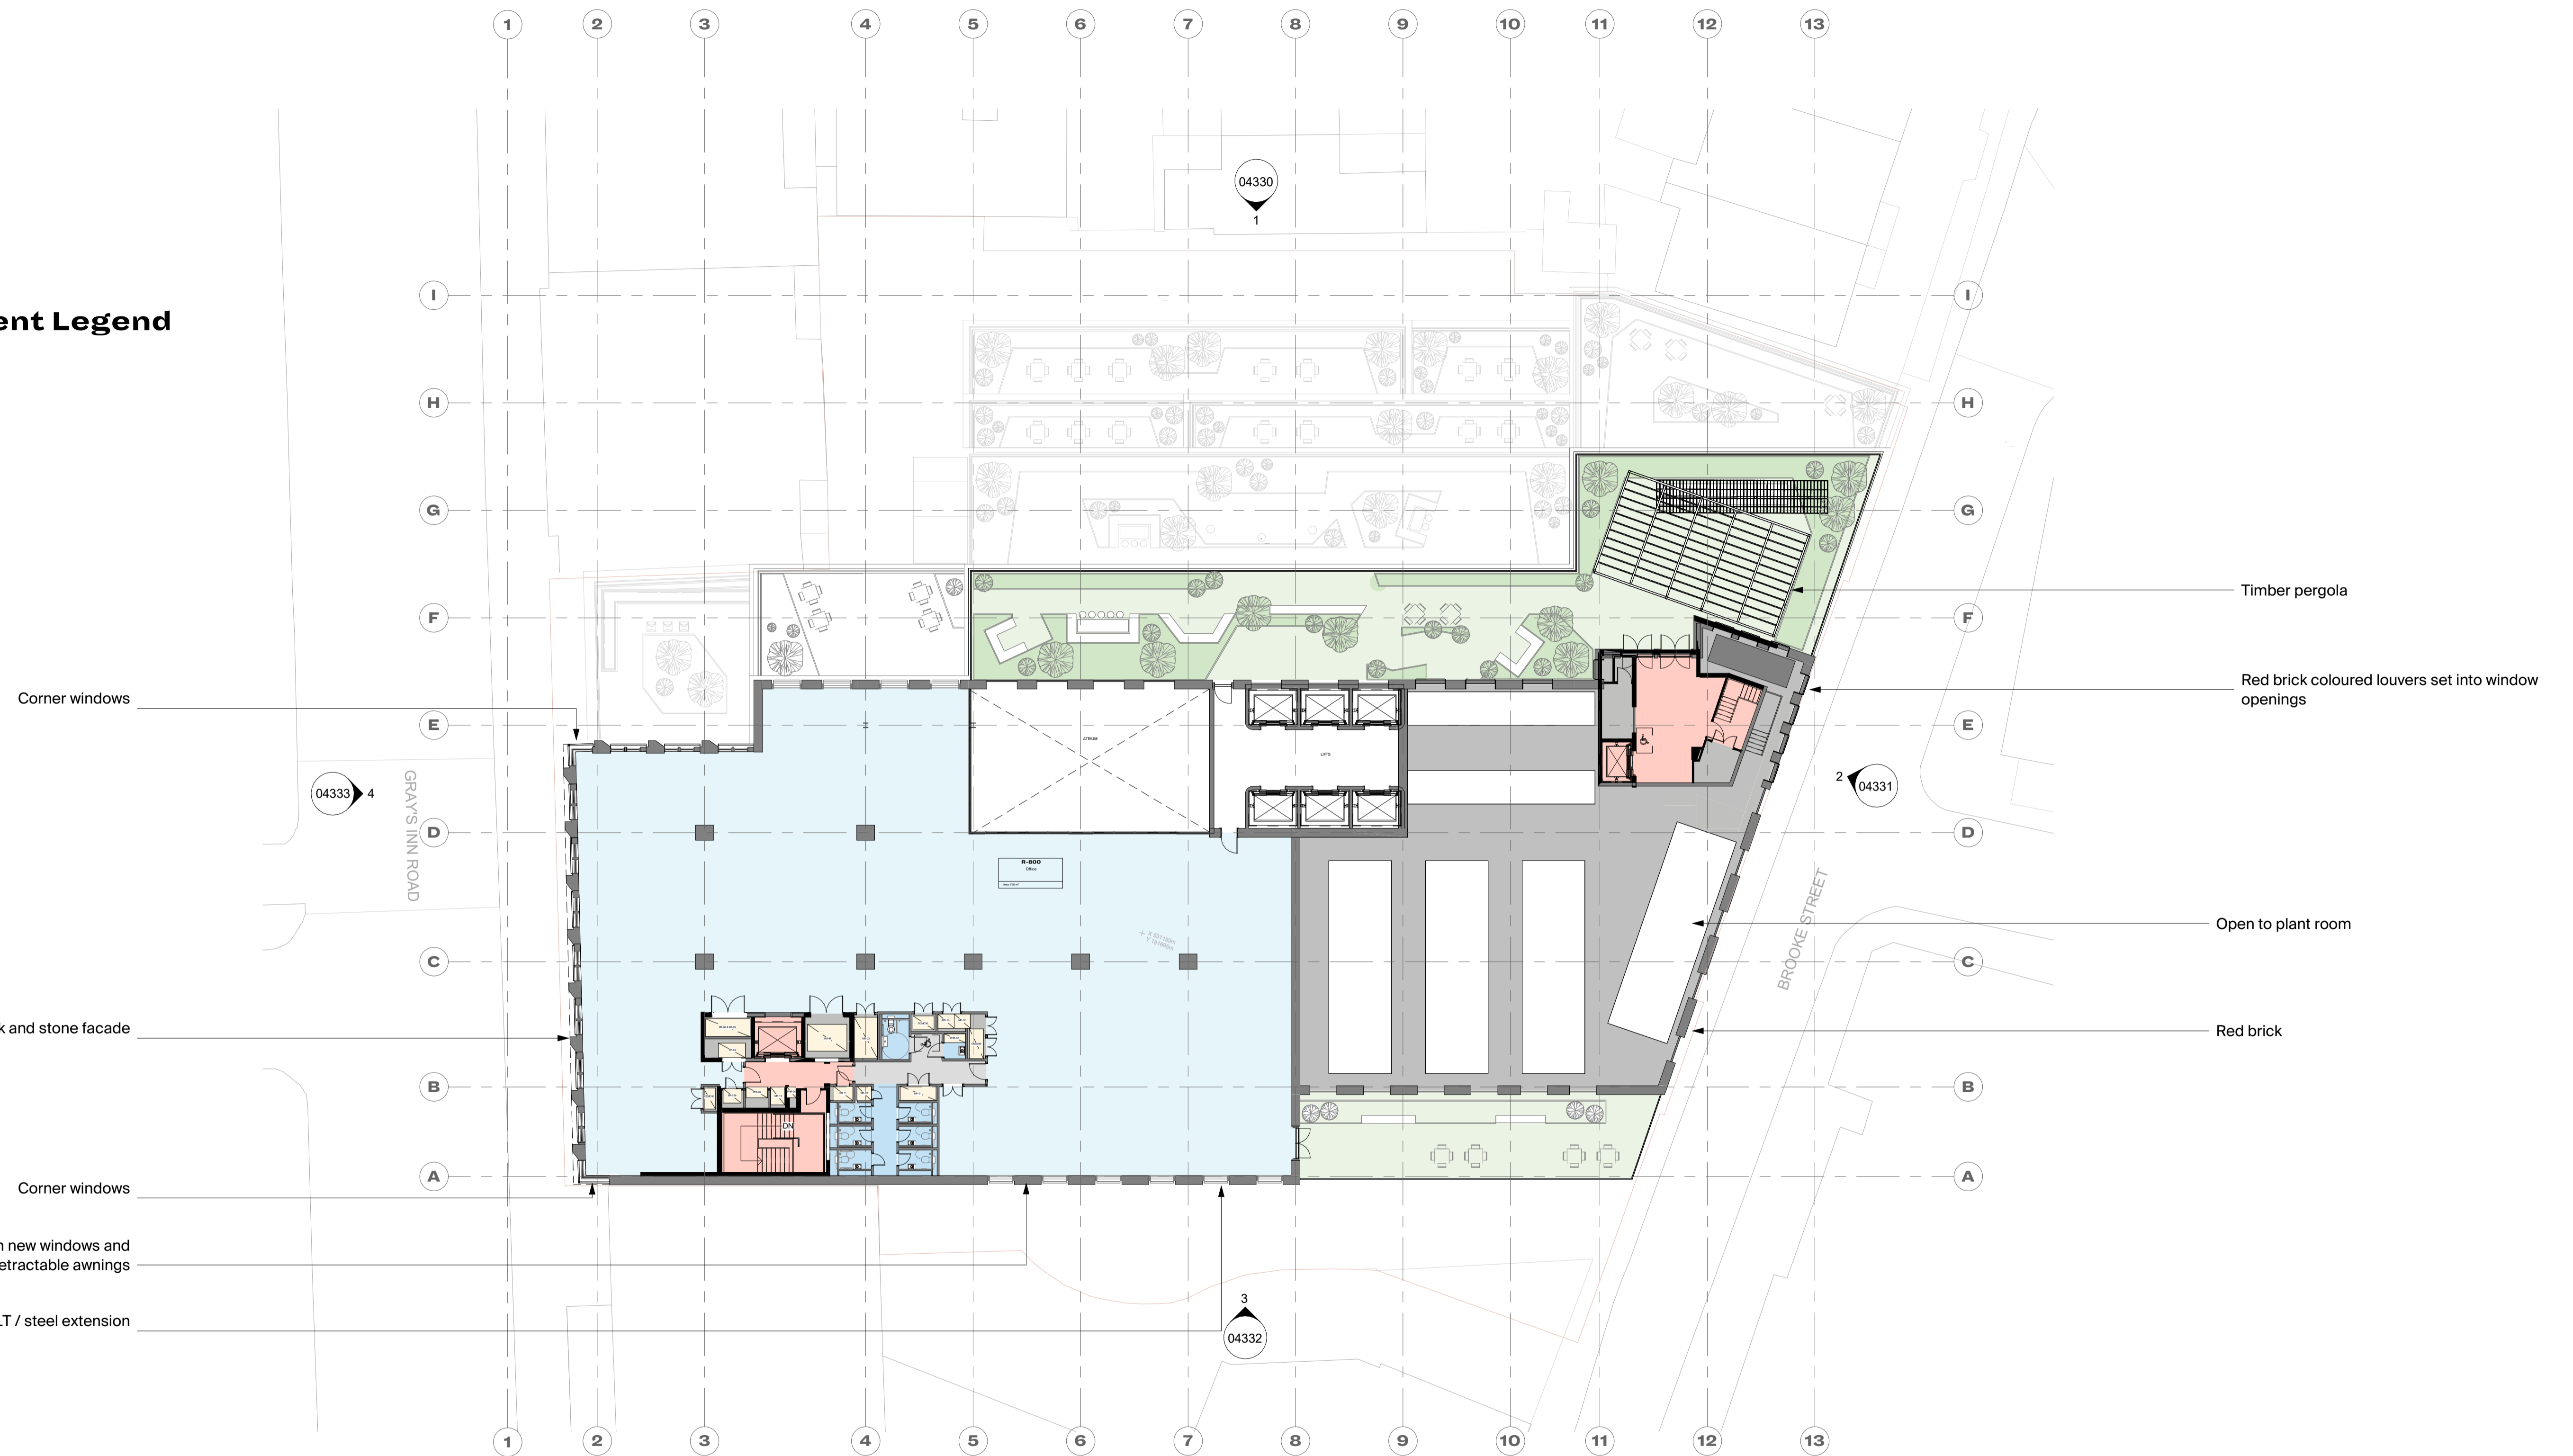 1 2 3 4 5 6 7 8 9 10 11 12 13
04330
1
I I
ent Legend
H H
G G
Timber pergola
F F
Red brick coloured louvers set into window
openings
Corner windows
E E
ATRIUM
LIFTS
GRAY'S INN ROAD
04333 4
2 04331
D D
R-800
Office
BROOKE STREET
Open to plant room
C C
k and stone facade
Red brick
B B
DN
A A
Corner windows
n new windows and
etractable awnings
3
04332
LT / steel extension
1 2 3 4 5 6 7 8 9 10 11 12 13